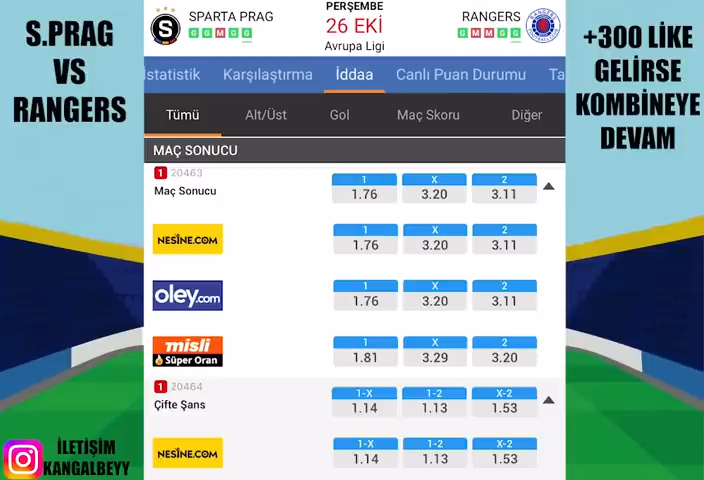 S.PRAG
VS
RANGERS
SPARTA PRAG
G G M G G
PERŞEMBE
26 EKİ
Avrupa Ligi
RANGERS
G M M G G
istatistik Karşılaştırma İddaa Canlı Puan Durumu Ta
Tümü Alt/Üst Gol Maç Skoru Diğer
MAÇ SONUCU
1 20463
Maç Sonucu
1 X 2
1.76 3.20 3.11
NESİNE.COM
1 X 2
1.76 3.20 3.11
oley.com
1 X 2
1.76 3.20 3.11
misli
Süper Oran
1 X 2
1.81 3.29 3.20
1 20464
Çifte Şans
1-X 1-2 X-2
1.14 1.13 1.53
NESİNE.COM
1-X 1-2 X-2
1.14 1.13 1.53
+300 LİKE
GELİRSE
KOMBİNEYE
DEVAM
İLETİŞİM
KANGALBEYY